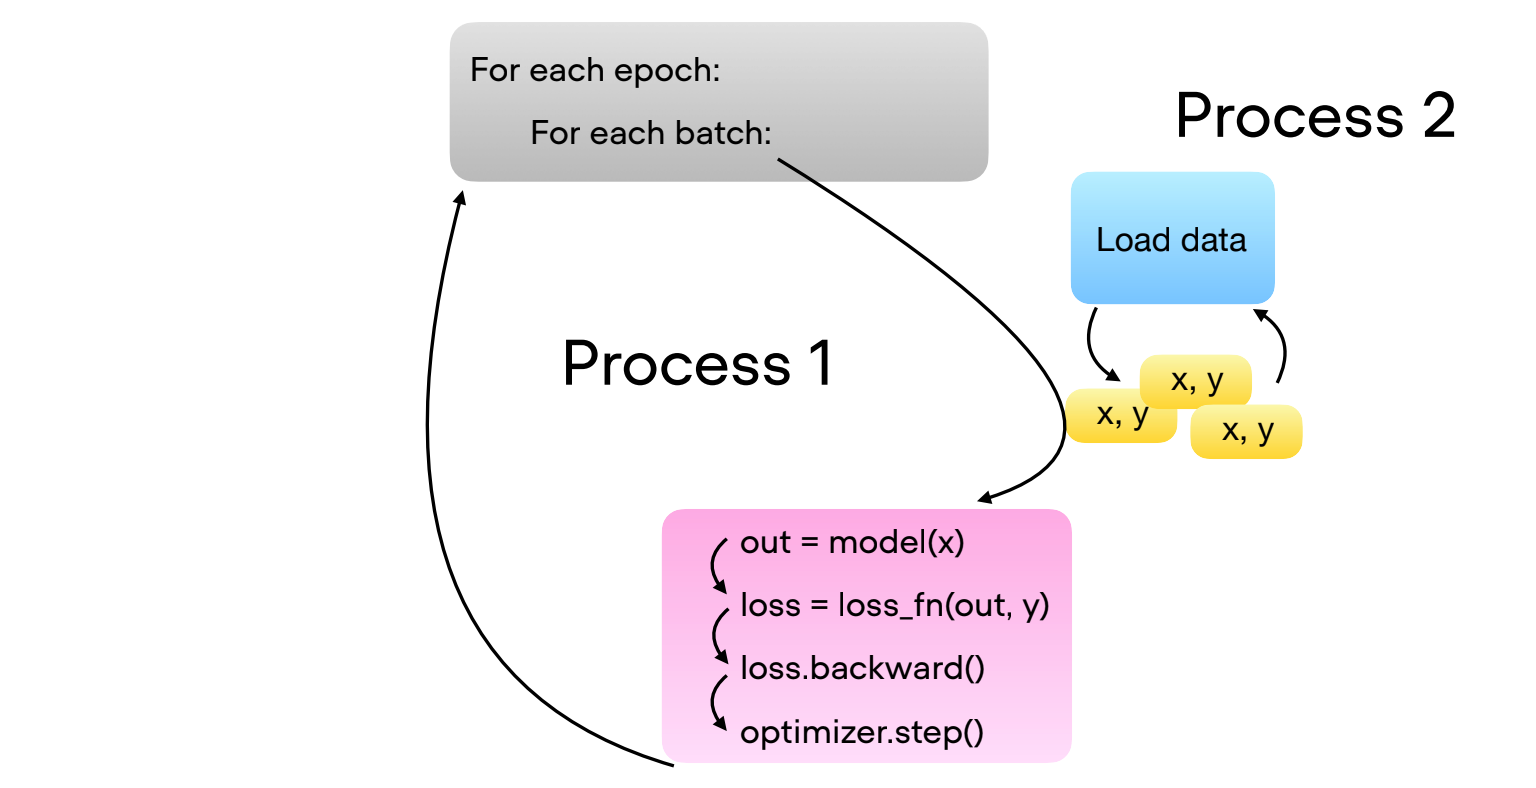 For each epoch:
For each batch:
Process 2
Load data
Process 1
x, y
x, y
x, y
out = model(x)
loss = loss_fn(out, y)
loss.backward()
optimizer.step()